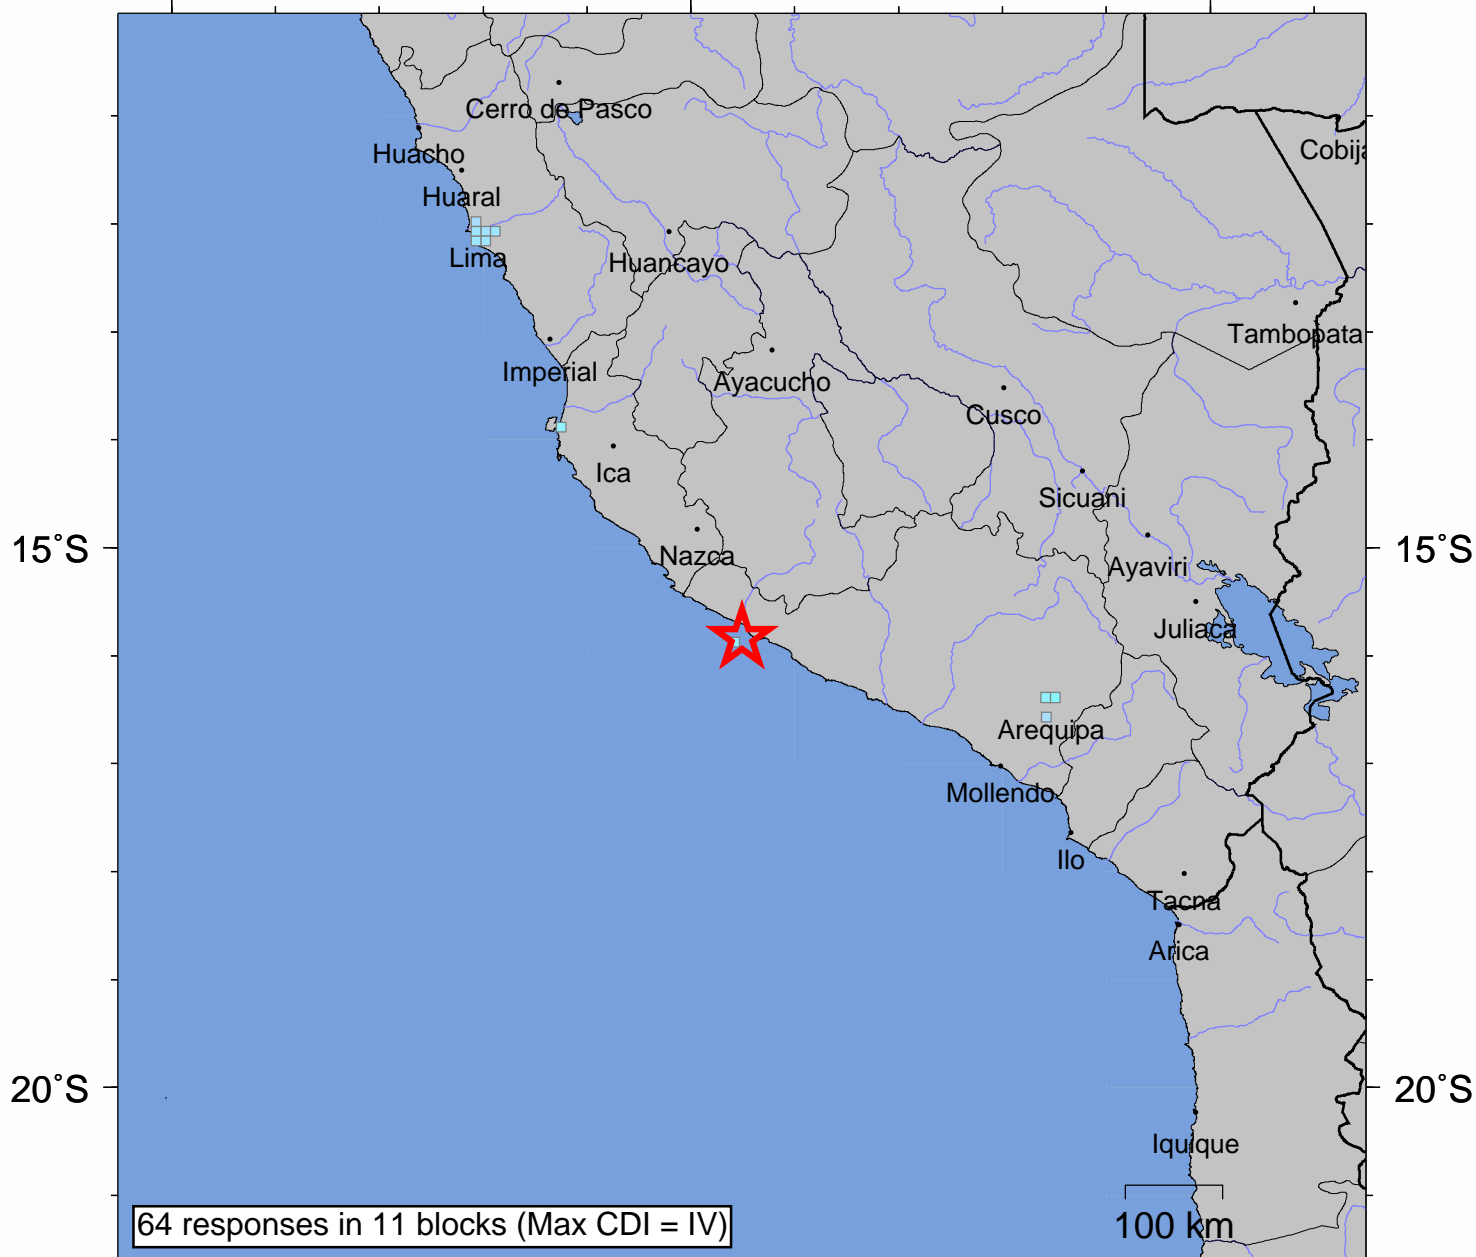 Cerro de Pasco
Huacho
Cobija
Huaral
Lima
Huancayo
Tambopata
Imperial
Ayacucho
Cusco
Ica
Sicuani
15°S
Nazca
15°S
Ayaviri
Juliaca
Arequipa
Mollendo
Ilo
Tacna
Arica
20°S
20°S
Iquique
64 responses in 11 blocks (Max CDI = IV)
100 km